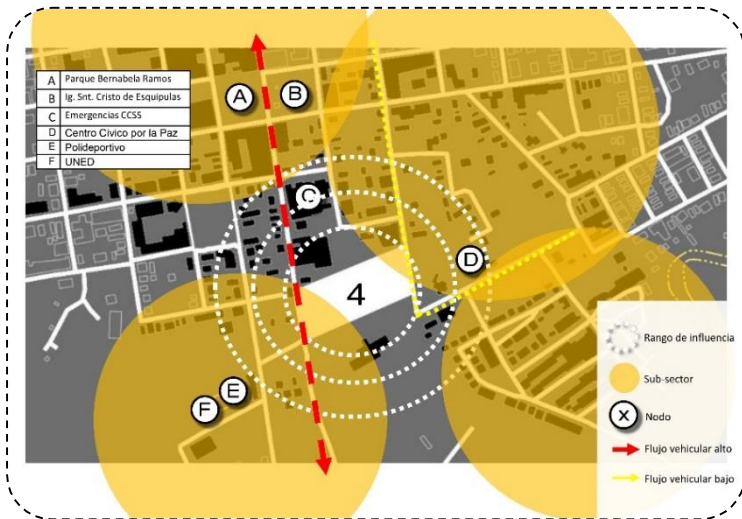 A Parque Bernabela Ramos
B Ig. Snt. Cristo de Esquipulas
C Emergencias CCSS
D Centro Cívico por la Paz
E Polideportivo
F UNED
A
B
C
D
4
E
F
Rango de influencia
Sub-sector
X Nodo
Flujo vehicular alto
Flujo vehicular bajo